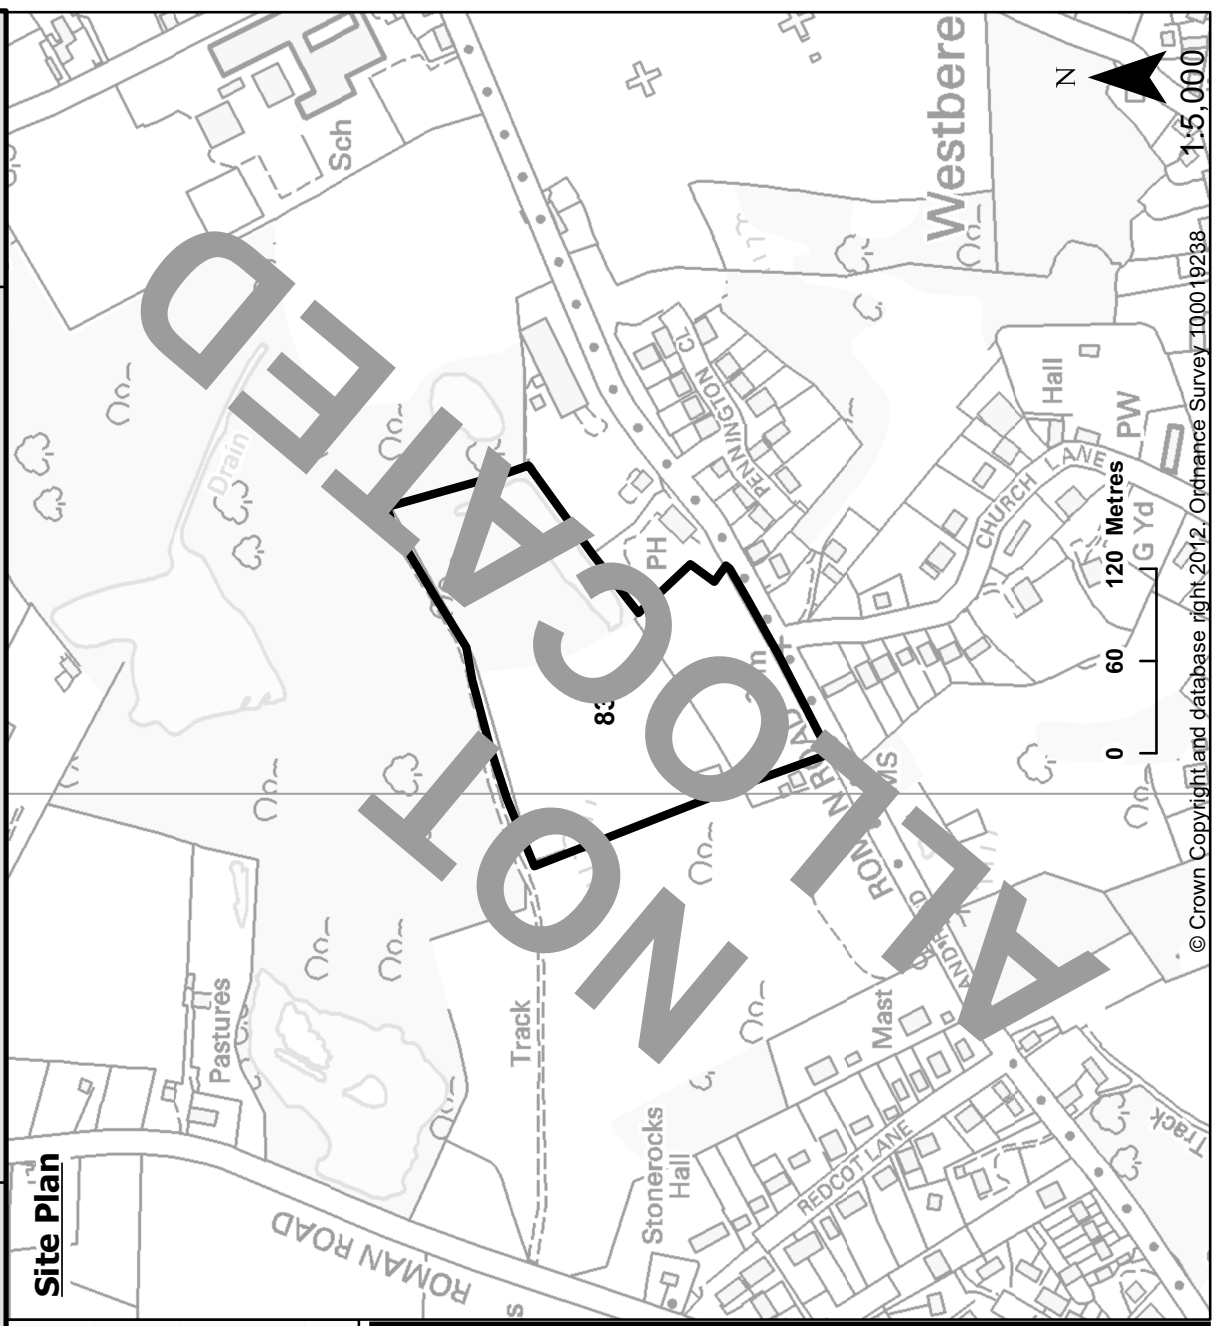 Site Plan
NOT
ALLOCATED
ROMAN ROAD
Pastures
Track
Stonerocks
Hall
REDCOT LANE
Mast
Track
Drain
Sch
PH
PENNINGTON CL
CHURCH LANE
Hall
PW
G Yd
MS
Westbere
N
1:5,000
0 60 120 Metres
© Crown Copyright and database right 2012. Ordnance Survey 100019238